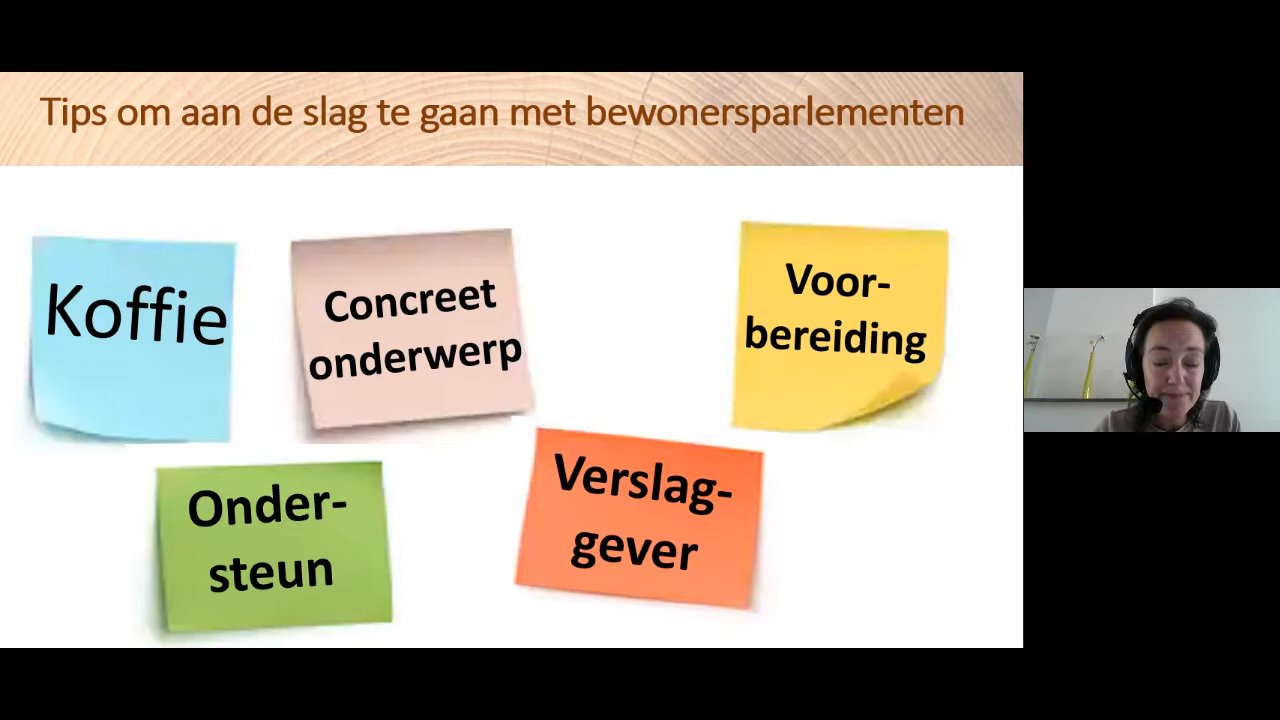 Tips om aan de slag te gaan met bewonersparlementen
Koffie
Concreet
onderwerp
Voor-
bereiding
Onder-
steun
Verslag-
gever